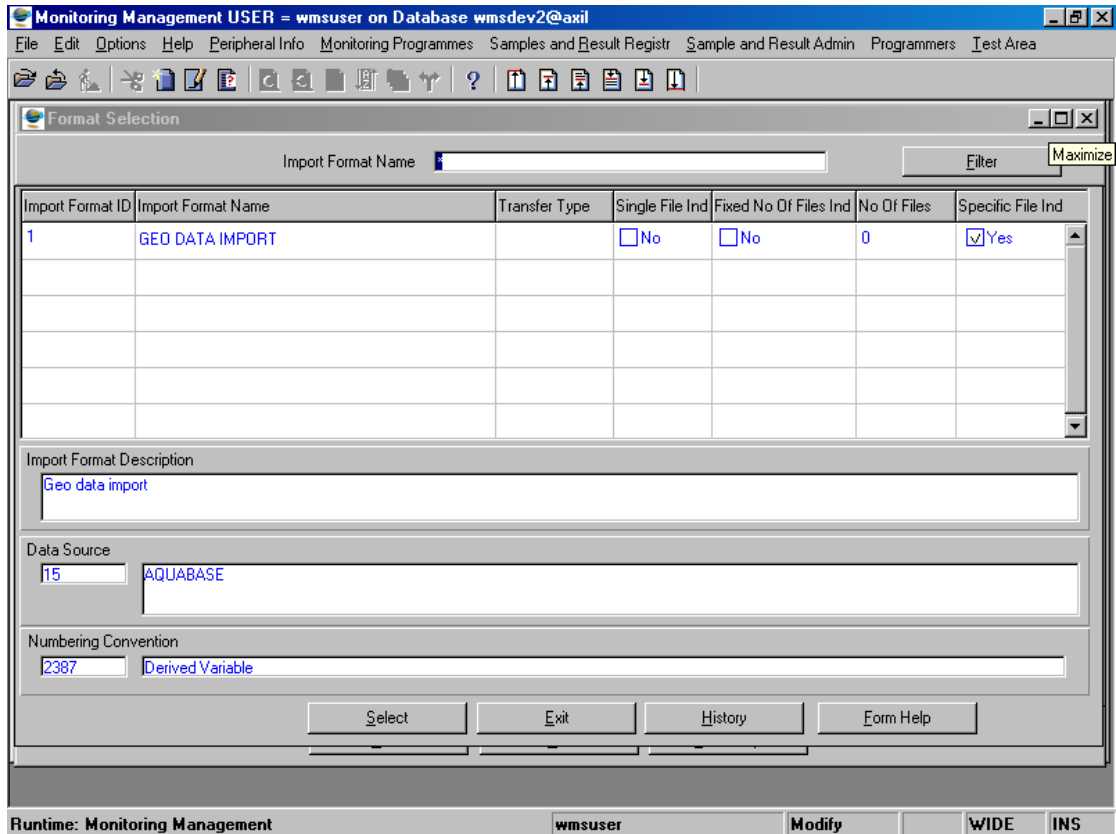 Monitoring Management USER = wmsuser on Database wmsdev2@axil
File Edit Options Help Peripheral Info Monitoring Programmes Samples and Result Registr Sample and Result Admin Programmers Test Area
Format Selection
Import Format Name * Filter
Maximize
Import Format ID Import Format Name Transfer Type Single File Ind Fixed No Of Files Ind No Of Files Specific File Ind
1 GEO DATA IMPORT No No 0 Yes
Import Format Description
Geo data import
Data Source
15 AQUABASE
Numbering Convention
2387 Derived Variable
Select Exit History Form Help
Runtime: Monitoring Management wmsuser Modify WIDE INS